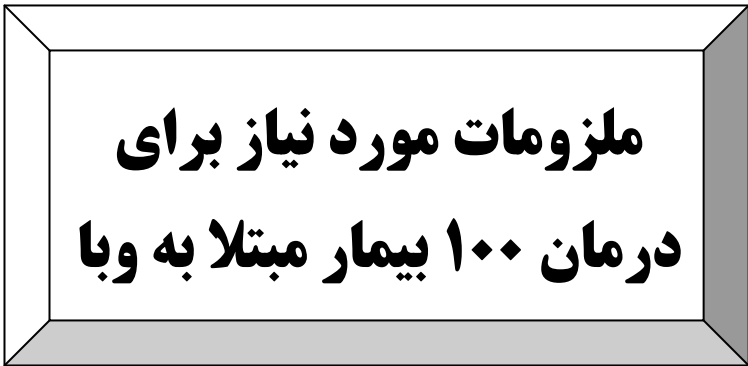 ملزومات مورد نیاز برای
درمان ۱۰۰ بیمار مبتلا به وبا